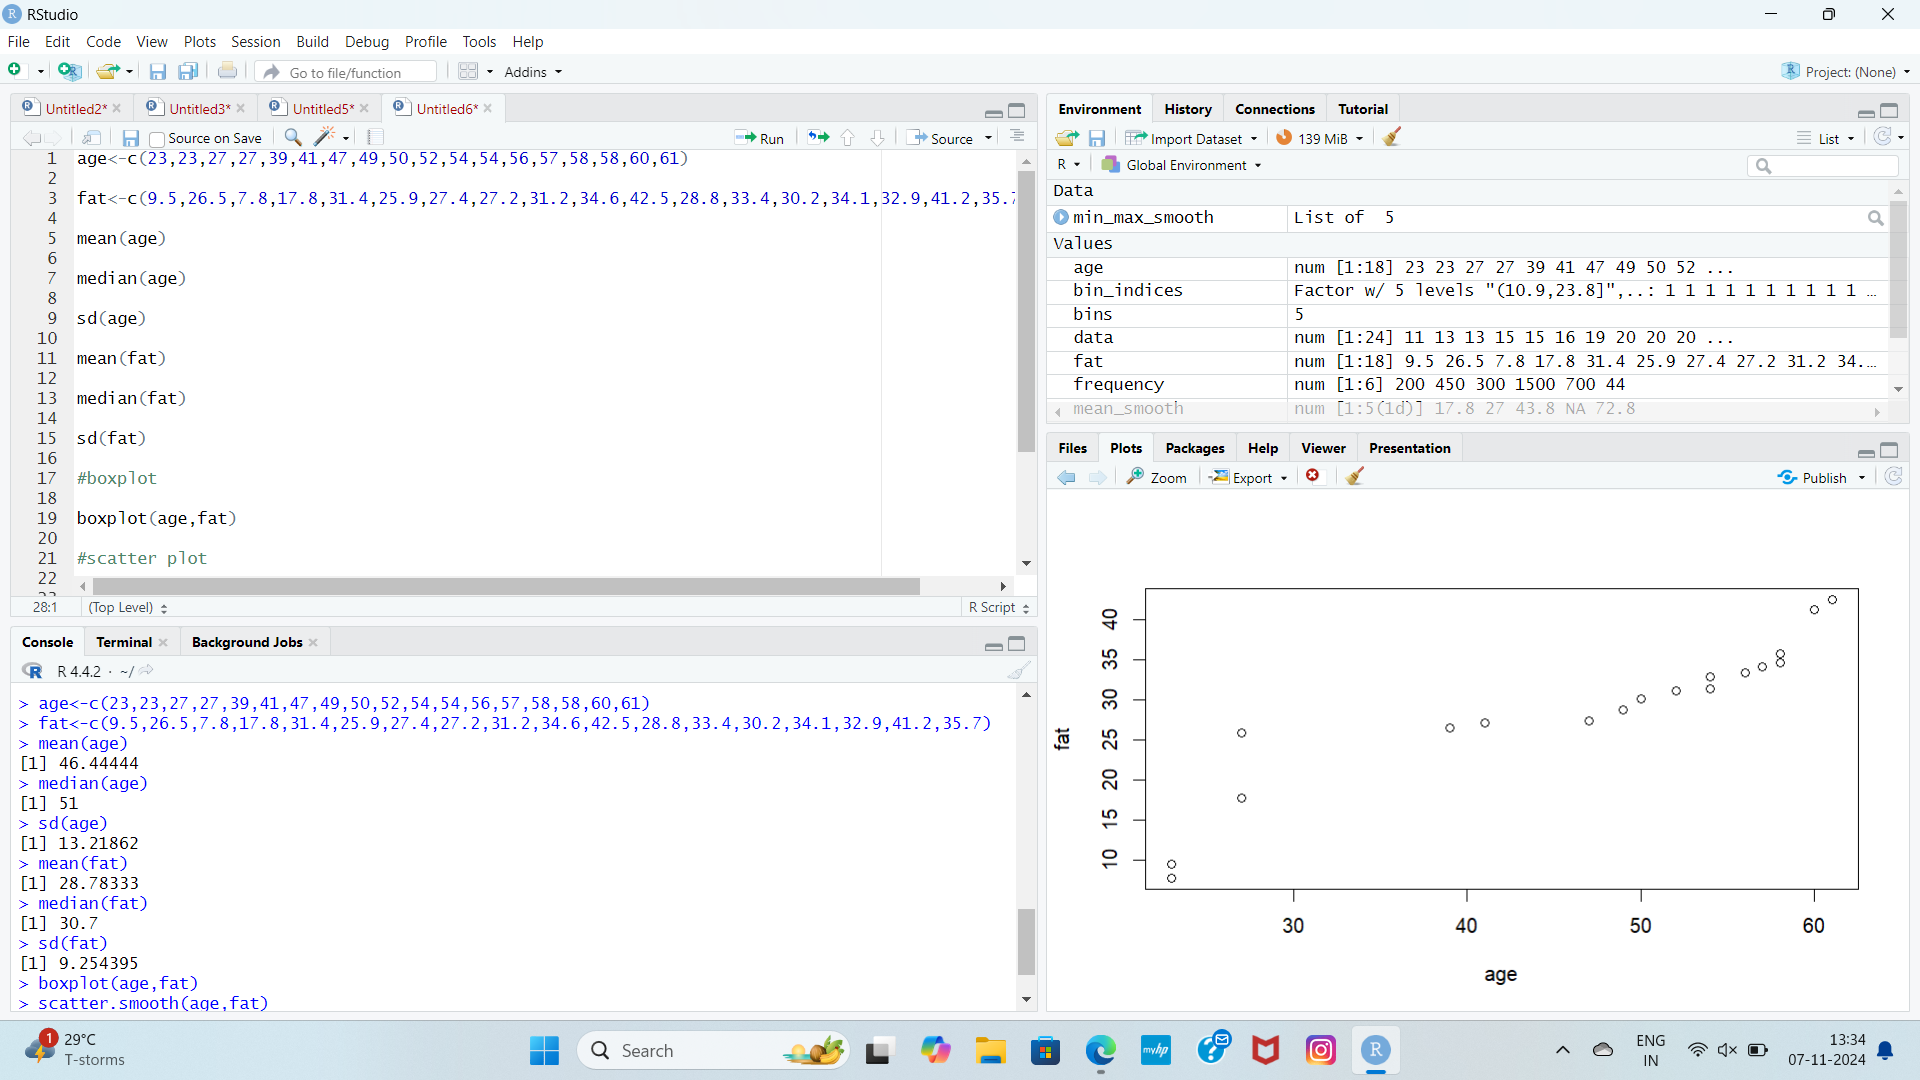 RStudio
File Edit Code View Plots Session Build Debug Profile Tools Help
Go to file/function Addins Project: (None)
Untitled2* Untitled3* Untitled5* Untitled6*
Source on Save Run Source
1 age<-c(23,23,27,27,39,41,47,49,50,52,54,54,56,57,58,58,60,61)
2
3 fat<-c(9.5,26.5,7.8,17.8,31.4,25.9,27.4,27.2,31.2,34.6,42.5,28.8,33.4,30.2,34.1,32.9,41.2,35.7
4
5 mean(age)
6
7 median(age)
8
9 sd(age)
10
11 mean(fat)
12
13 median(fat)
14
15 sd(fat)
16
17 #boxplot
18
19 boxplot(age,fat)
20
21 #scatter plot
22
28:1 (Top Level) R Script
Console Terminal Background Jobs
R 4.4.2 · ~/
> age<-c(23,23,27,27,39,41,47,49,50,52,54,54,56,57,58,58,60,61)
> fat<-c(9.5,26.5,7.8,17.8,31.4,25.9,27.4,27.2,31.2,34.6,42.5,28.8,33.4,30.2,34.1,32.9,41.2,35.7)
> mean(age)
[1] 46.44444
> median(age)
[1] 51
> sd(age)
[1] 13.21862
> mean(fat)
[1] 28.78333
> median(fat)
[1] 30.7
> sd(fat)
[1] 9.254395
> boxplot(age,fat)
> scatter.smooth(age,fat)
Environment History Connections Tutorial
Import Dataset 139 MiB List
R Global Environment
Data
min_max_smooth List of 5
Values
age num [1:18] 23 23 27 27 39 41 47 49 50 52 ...
bin_indices Factor w/ 5 levels "(10.9,23.8]",..: 1 1 1 1 1 1 1 1 1 1 …
bins 5
data num [1:24] 11 13 13 15 15 16 19 20 20 20 ...
fat num [1:18] 9.5 26.5 7.8 17.8 31.4 25.9 27.4 27.2 31.2 34.…
frequency num [1:6] 200 450 300 1500 700 44
mean_smooth num [1:5(1d)] 17.8 27 43.8 NA 72.8
Files Plots Packages Help Viewer Presentation
Zoom Export Publish
fat
40
35
30
25
20
15
10
30 40 50 60
age
1
29°C
T-storms
Search
myhp
R
ENG
IN
13:34
07-11-2024